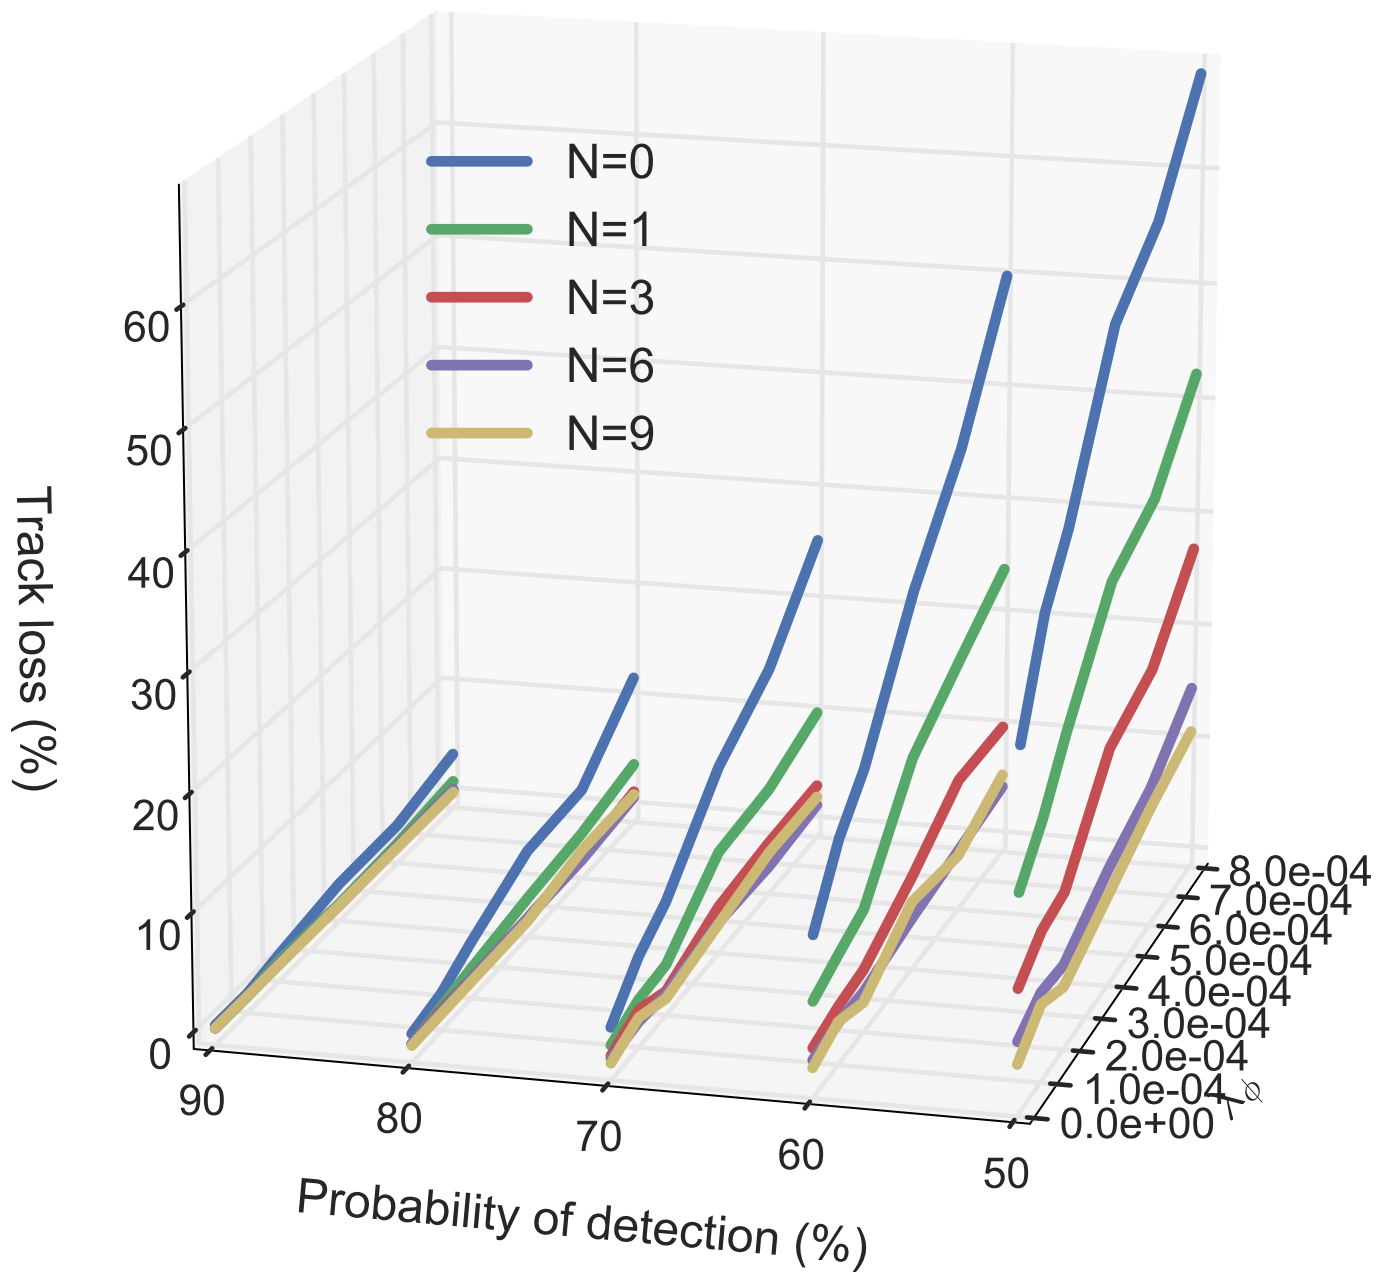 N=0
N=1
N=3
N=6
N=9
60
50
40
30
20
10
0
Track loss (%)
90
80
70
60
50
Probability of detection (%)
8.0e-04
7.0e-04
6.0e-04
5.0e-04
4.0e-04
3.0e-04
2.0e-04
1.0e-04
0.0e+00
λϕ